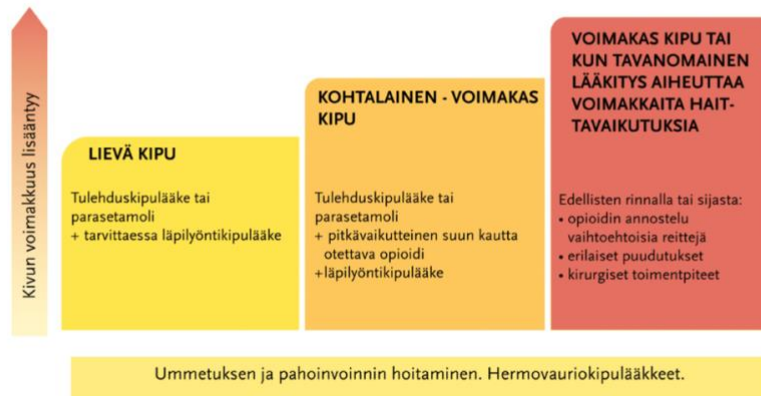 Kivun voimakkuus lisääntyy
LIEVÄ KIPU
Tulehduskipulääke tai
parasetamoli
+ tarvittaessa läpilyöntikipulääke
KOHTALAINEN - VOIMAKAS
KIPU
Tulehduskipulääke tai
parasetamoli
+ pitkävaikutteinen suun kautta
otettava opioidi
+läpilyöntikipulääke
VOIMAKAS KIPU TAI
KUN TAVANOMAINEN
LÄÄKITYS AIHEUTTAA
VOIMAKKAITA HAIT-
TAVAIKUTUKSIA
Edellisten rinnalla tai sijasta:
• opioidin annostelu
vaihtoehtoisia reittejä
• erilaiset puudutukset
• kirurgiset toimentpiteet
Ummetuksen ja pahoinvoinnin hoitaminen. Hermovauriokipulääkkeet.